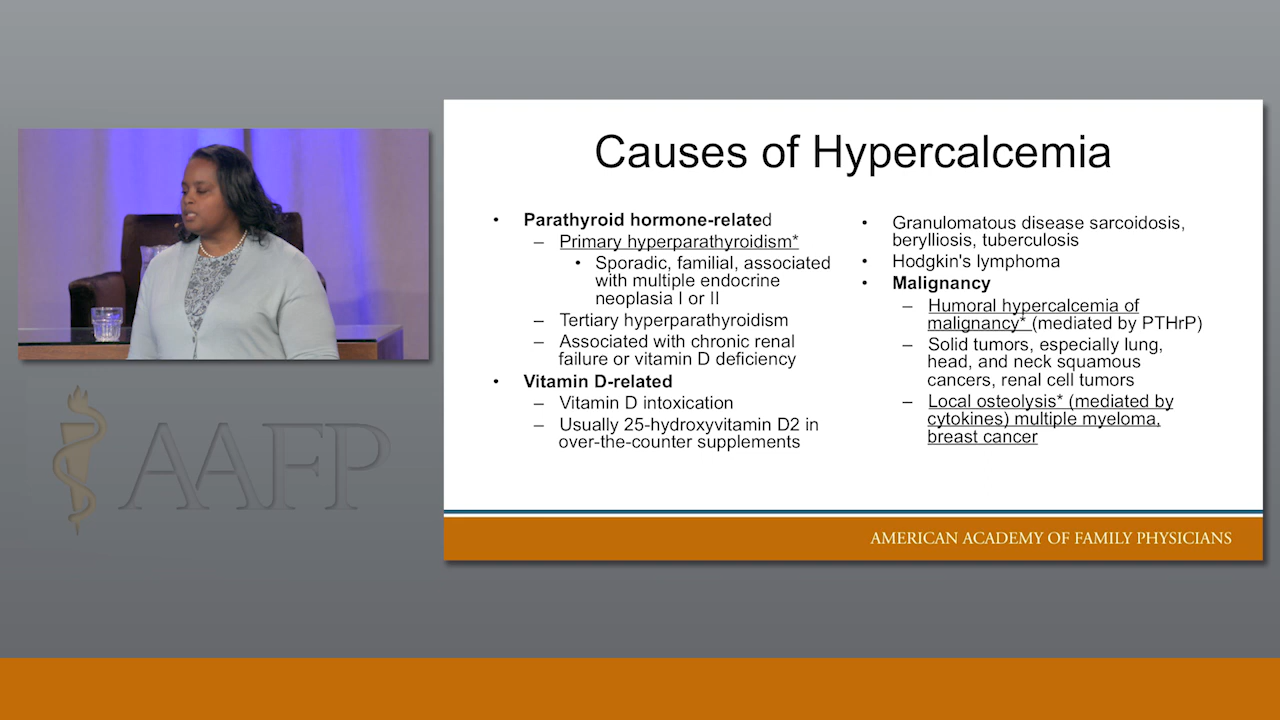 Causes of Hypercalcemia
• Parathyroid hormone-related
– Primary hyperparathyroidism*
• Sporadic, familial, associated
with multiple endocrine
neoplasia I or II
– Tertiary hyperparathyroidism
– Associated with chronic renal
failure or vitamin D deficiency
• Vitamin D-related
– Vitamin D intoxication
– Usually 25-hydroxyvitamin D2 in
over-the-counter supplements
• Granulomatous disease sarcoidosis,
berylliosis, tuberculosis
• Hodgkin's lymphoma
• Malignancy
– Humoral hypercalcemia of
malignancy* (mediated by PTHrP)
– Solid tumors, especially lung,
head, and neck squamous
cancers, renal cell tumors
– Local osteolysis* (mediated by
cytokines) multiple myeloma,
breast cancer
AMERICAN ACADEMY OF FAMILY PHYSICIANS
AAFP